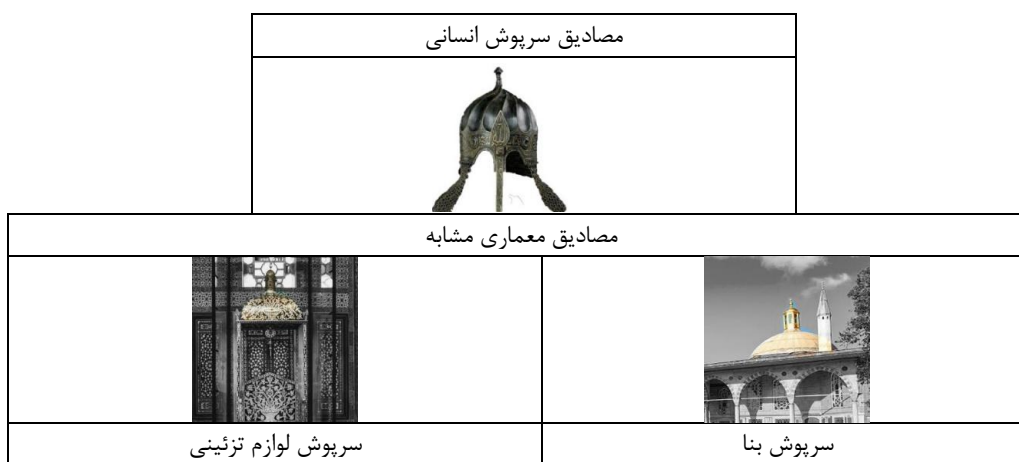 مصادیق سرپوش انسانی
مصادیق معماری مشابه
سرپوش بنا
سرپوش لوازم تزئینی